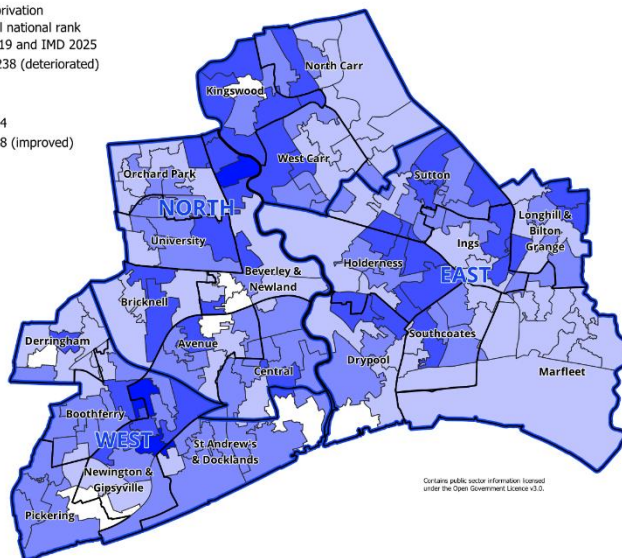 privation
l national rank
19 and IMD 2025
238 (deteriorated)
4
8 (improved)
North Carr
Kingswood
West Carr
Orchard Park
Sutton
NORTH
Longhill &
Bilton
Grange
University
Ings
Holderness
EAST
Beverley &
Newland
Bricknell
Derringham
Avenue
Southcoates
Drypool
Central
Marfleet
Boothferry
WEST
St Andrew's
& Docklands
Newington &
Gipsyville
Pickering
Contains public sector information licensed
under the Open Government Licence v3.0.